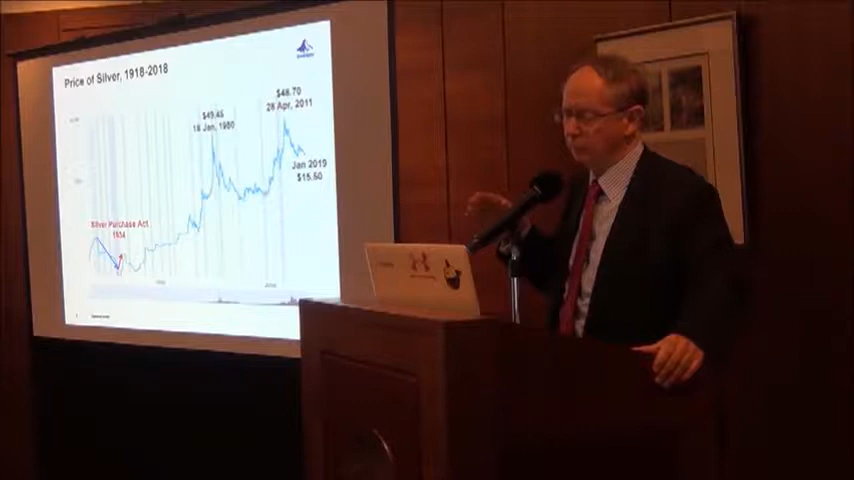 Price of Silver, 1918-2018
$48.70
28 Apr, 2011
$49.45
18 Jan, 1980
Jan 2019
$15.50
Silver Purchase Act
1934